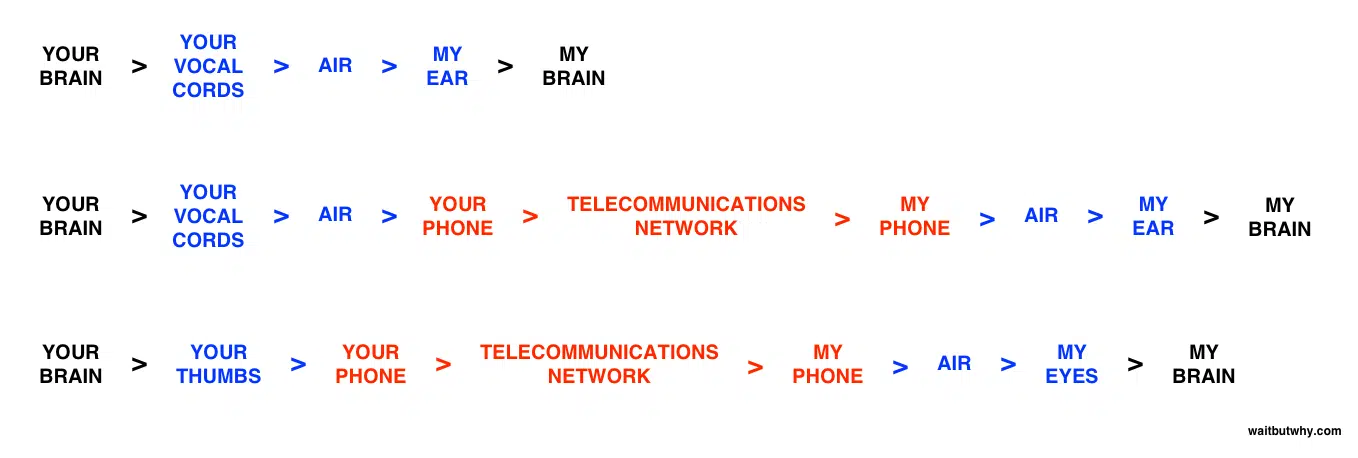 YOUR BRAIN > YOUR VOCAL CORDS > AIR > MY EAR > MY BRAIN
YOUR BRAIN > YOUR VOCAL CORDS > AIR > YOUR PHONE > TELECOMMUNICATIONS NETWORK > MY PHONE > AIR > MY EAR > MY BRAIN
YOUR BRAIN > YOUR THUMBS > YOUR PHONE > TELECOMMUNICATIONS NETWORK > MY PHONE > AIR > MY EYES > MY BRAIN
waitbutwhy.com